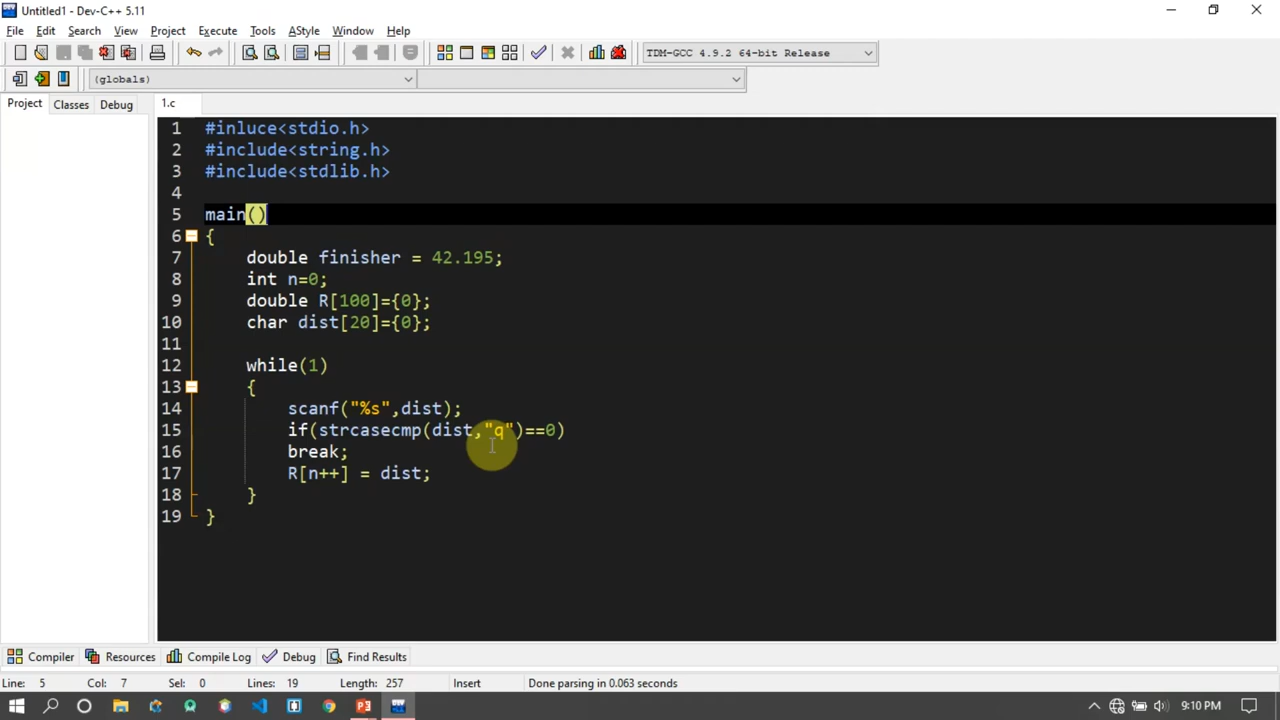 Untitled1 - Dev-C++ 5.11
File Edit Search View Project Execute Tools AStyle Window Help
TDM-GCC 4.9.2 64-bit Release
(globals)
Project Classes Debug 1.c
1 #inluce<stdio.h>
2 #include<string.h>
3 #include<stdlib.h>
4
5 main()
6 {
7 double finisher = 42.195;
8 int n=0;
9 double R[100]={0};
10 char dist[20]={0};
11
12 while(1)
13 {
14 scanf("%s",dist);
15 if(strcasecmp(dist,"q")==0)
16 break;
17 R[n++] = dist;
18 }
19 }
Compiler Resources Compile Log Debug Find Results
Line: 5 Col: 7 Sel: 0 Lines: 19 Length: 257 Insert Done parsing in 0.063 seconds
9:10 PM